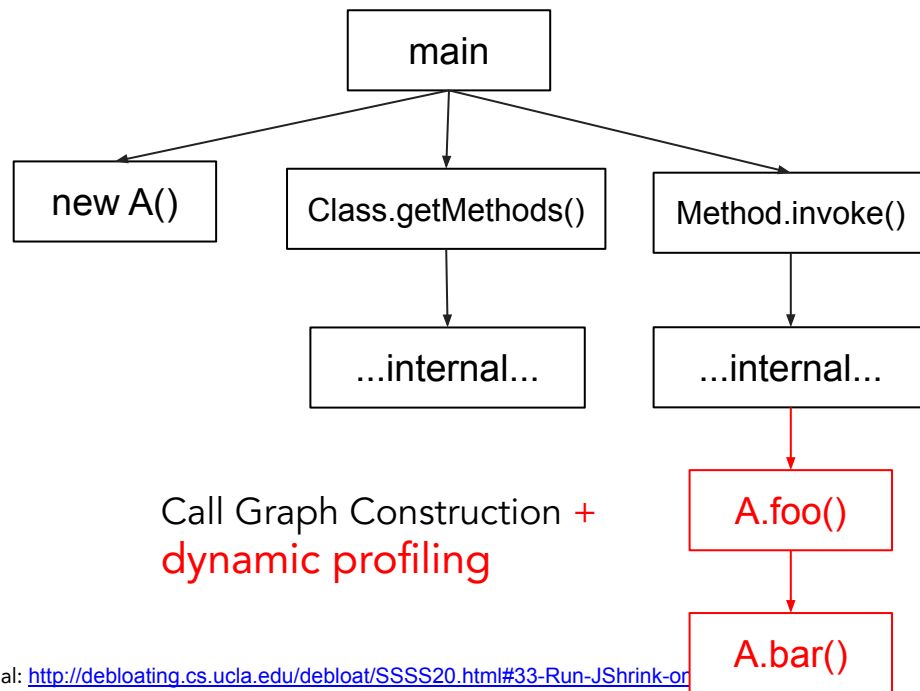 main
new A()
Class.getMethods()
Method.invoke()
...internal...
...internal...
Call Graph Construction +
dynamic profiling
A.foo()
A.bar()
al: http://debloating.cs.ucla.edu/debloat/SSSS20.html#33-Run-JShrink-or